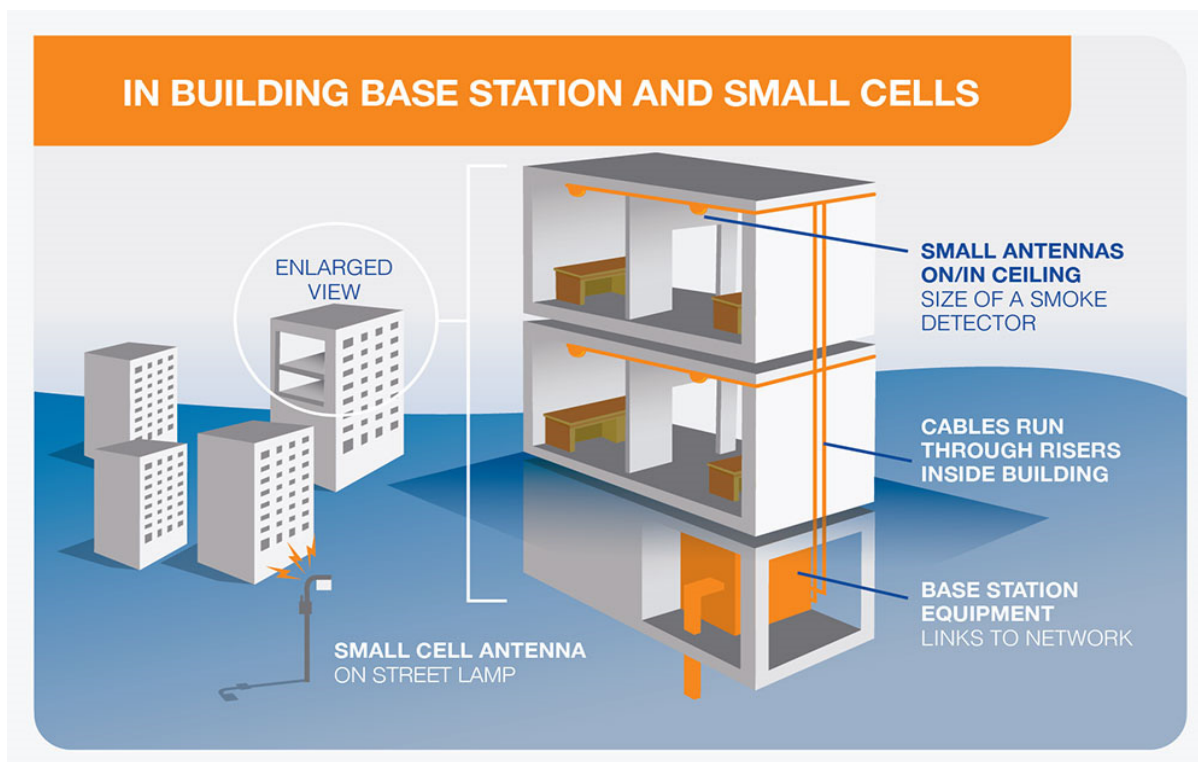 IN BUILDING BASE STATION AND SMALL CELLS
ENLARGED
VIEW
SMALL ANTENNAS
ON/IN CEILING
SIZE OF A SMOKE
DETECTOR
CABLES RUN
THROUGH RISERS
INSIDE BUILDING
BASE STATION
EQUIPMENT
LINKS TO NETWORK
SMALL CELL ANTENNA
ON STREET LAMP